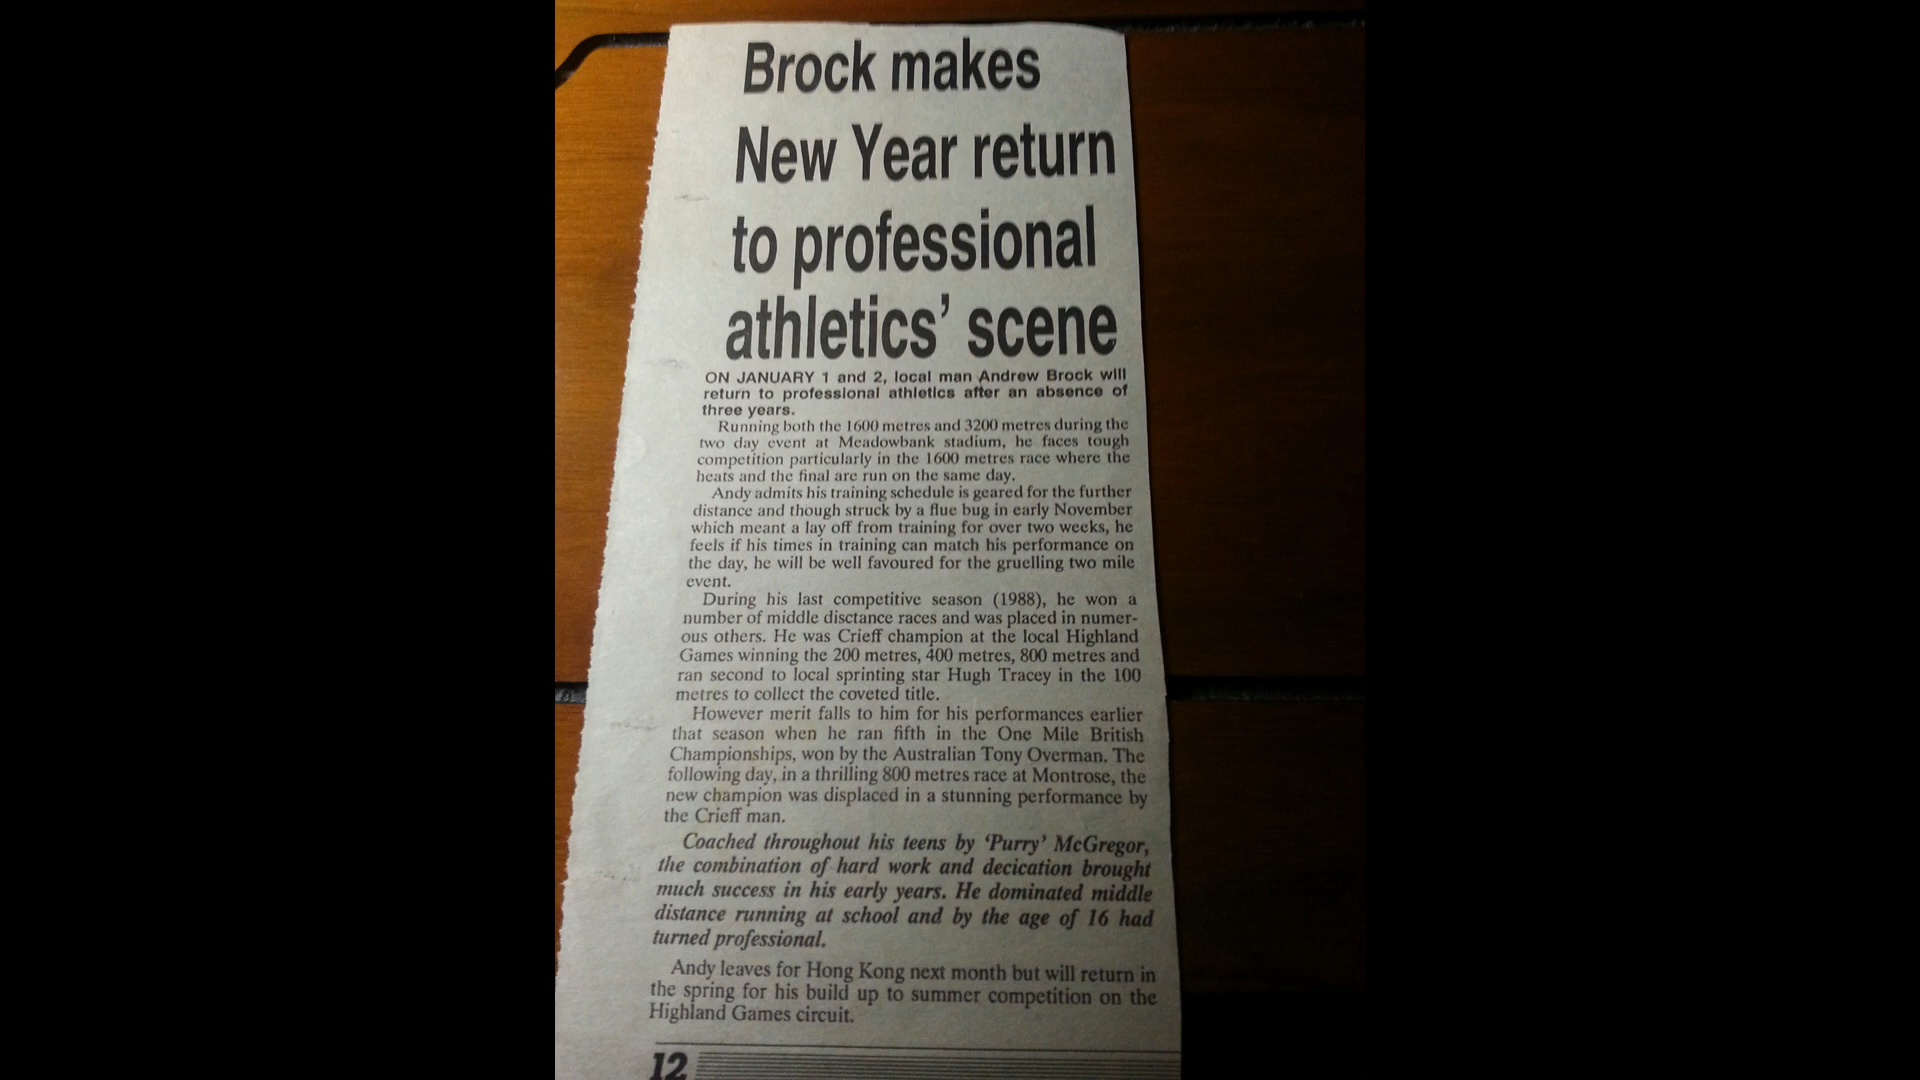 Brock makes
New Year return
to professional
athletics’ scene
ON JANUARY 1 and 2, local man Andrew Brock will
return to professional athletics after an absence of
three years.
Running both the 1600 metres and 3200 metres during the
two day event at Meadowbank stadium, he faces tough
competition particularly in the 1600 metres race where the
heats and the final are run on the same day.
Andy admits his training schedule is geared for the further
distance and though struck by a flue bug in early November
which meant a lay off from training for over two weeks, he
feels if his times in training can match his performance on
the day, he will be well favoured for the gruelling two mile
event.
During his last competitive season (1988), he won a
number of middle disctance races and was placed in numer-
ous others. He was Crieff champion at the local Highland
Games winning the 200 metres, 400 metres, 800 metres and
ran second to local sprinting star Hugh Tracey in the 100
metres to collect the coveted title.
However merit falls to him for his performances earlier
that season when he ran fifth in the One Mile British
Championships, won by the Australian Tony Overman. The
following day, in a thrilling 800 metres race at Montrose, the
new champion was displaced in a stunning performance by
the Crieff man.
Coached throughout his teens by ‘Purry’ McGregor,
the combination of hard work and decication brought
much success in his early years. He dominated middle
distance running at school and by the age of 16 had
turned professional.
Andy leaves for Hong Kong next month but will return in
the spring for his build up to summer competition on the
Highland Games circuit.
12